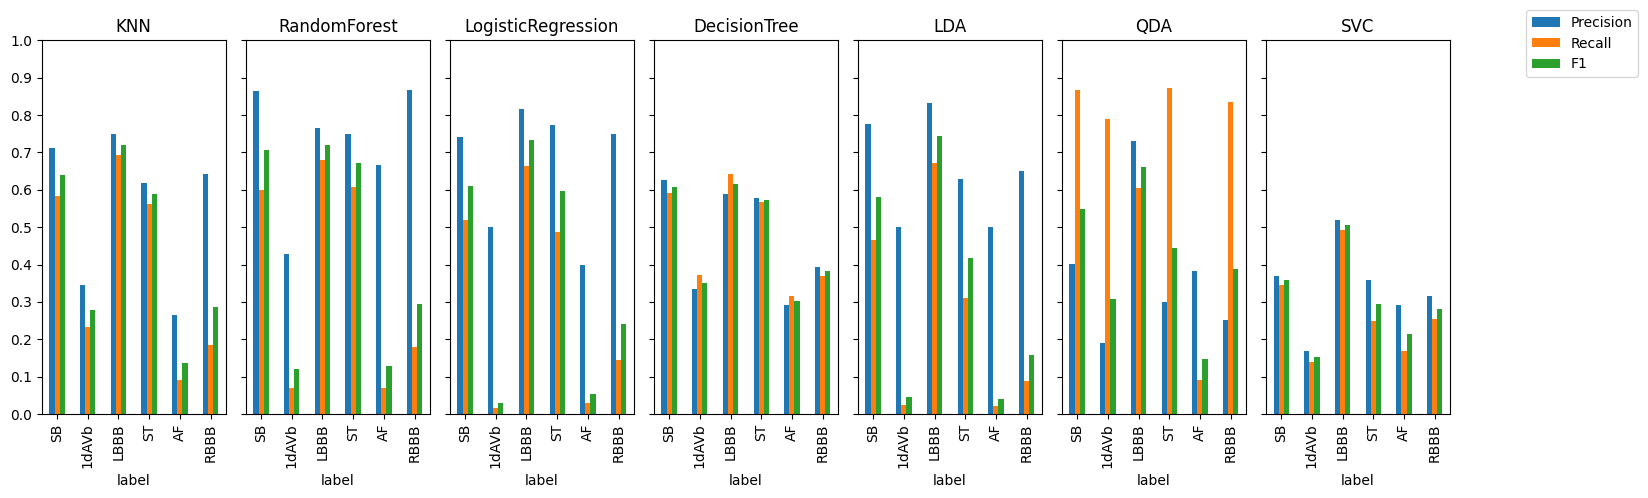 KNN
RandomForest
LogisticRegression
DecisionTree
LDA
QDA
SVC
Precision
Recall
F1
1.0
0.9
0.8
0.7
0.6
0.5
0.4
0.3
0.2
0.1
0.0
SB
1dAVb
LBBB
ST
AF
RBBB
label
SB
1dAVb
LBBB
ST
AF
RBBB
label
SB
1dAVb
LBBB
ST
AF
RBBB
label
SB
1dAVb
LBBB
ST
AF
RBBB
label
SB
1dAVb
LBBB
ST
AF
RBBB
label
SB
1dAVb
LBBB
ST
AF
RBBB
label
SB
1dAVb
LBBB
ST
AF
RBBB
label